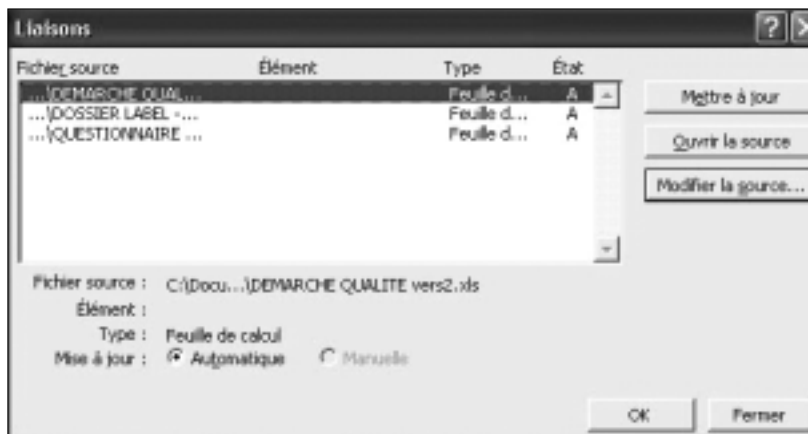 Liaisons
Fichier source Élément Type État
...\DEMARCHE QUAL... Feuille d... A
...\DOSSIER LABEL -... Feuille d... A
...\QUESTIONNAIRE ... Feuille d... A
Mettre à jour
Ouvrir la source
Modifier la source...
Fichier source : C:\Docu...\DEMARCHE QUALITE vers2.xls
Élément :
Type : Feuille de calcul
Mise à jour : Automatique Manuelle
OK Fermer